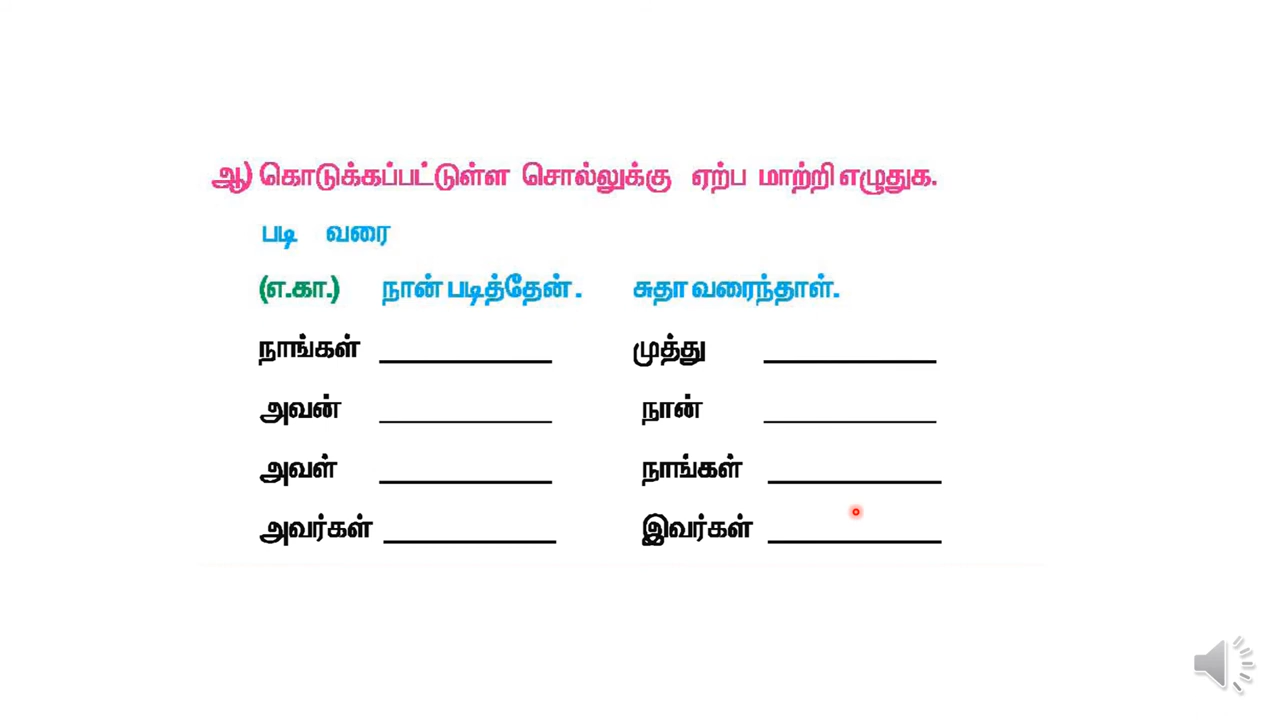 ஆ) கொடுக்கப்பட்டுள்ள சொல்லுக்கு ஏற்ப மாற்றி எழுதுக.
படி வரை
(எ.கா.) நான் படித்தேன். சுதா வரைந்தாள்.
நாங்கள் முத்து
அவன் நான்
அவள் நாங்கள்
அவர்கள் இவர்கள்